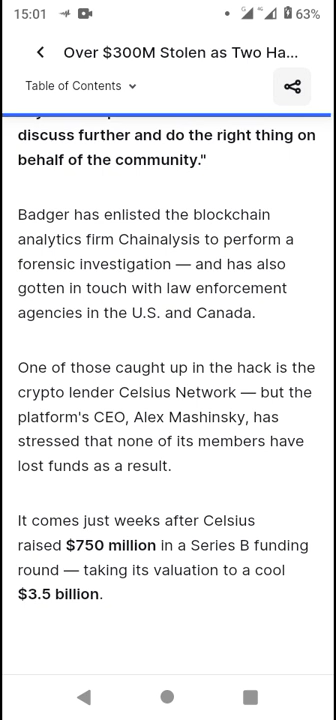 15:01
63%
Over $300M Stolen as Two Ha...
Table of Contents
discuss further and do the right thing on
behalf of the community."
Badger has enlisted the blockchain
analytics firm Chainalysis to perform a
forensic investigation — and has also
gotten in touch with law enforcement
agencies in the U.S. and Canada.
One of those caught up in the hack is the
crypto lender Celsius Network — but the
platform's CEO, Alex Mashinsky, has
stressed that none of its members have
lost funds as a result.
It comes just weeks after Celsius
raised $750 million in a Series B funding
round — taking its valuation to a cool
$3.5 billion.